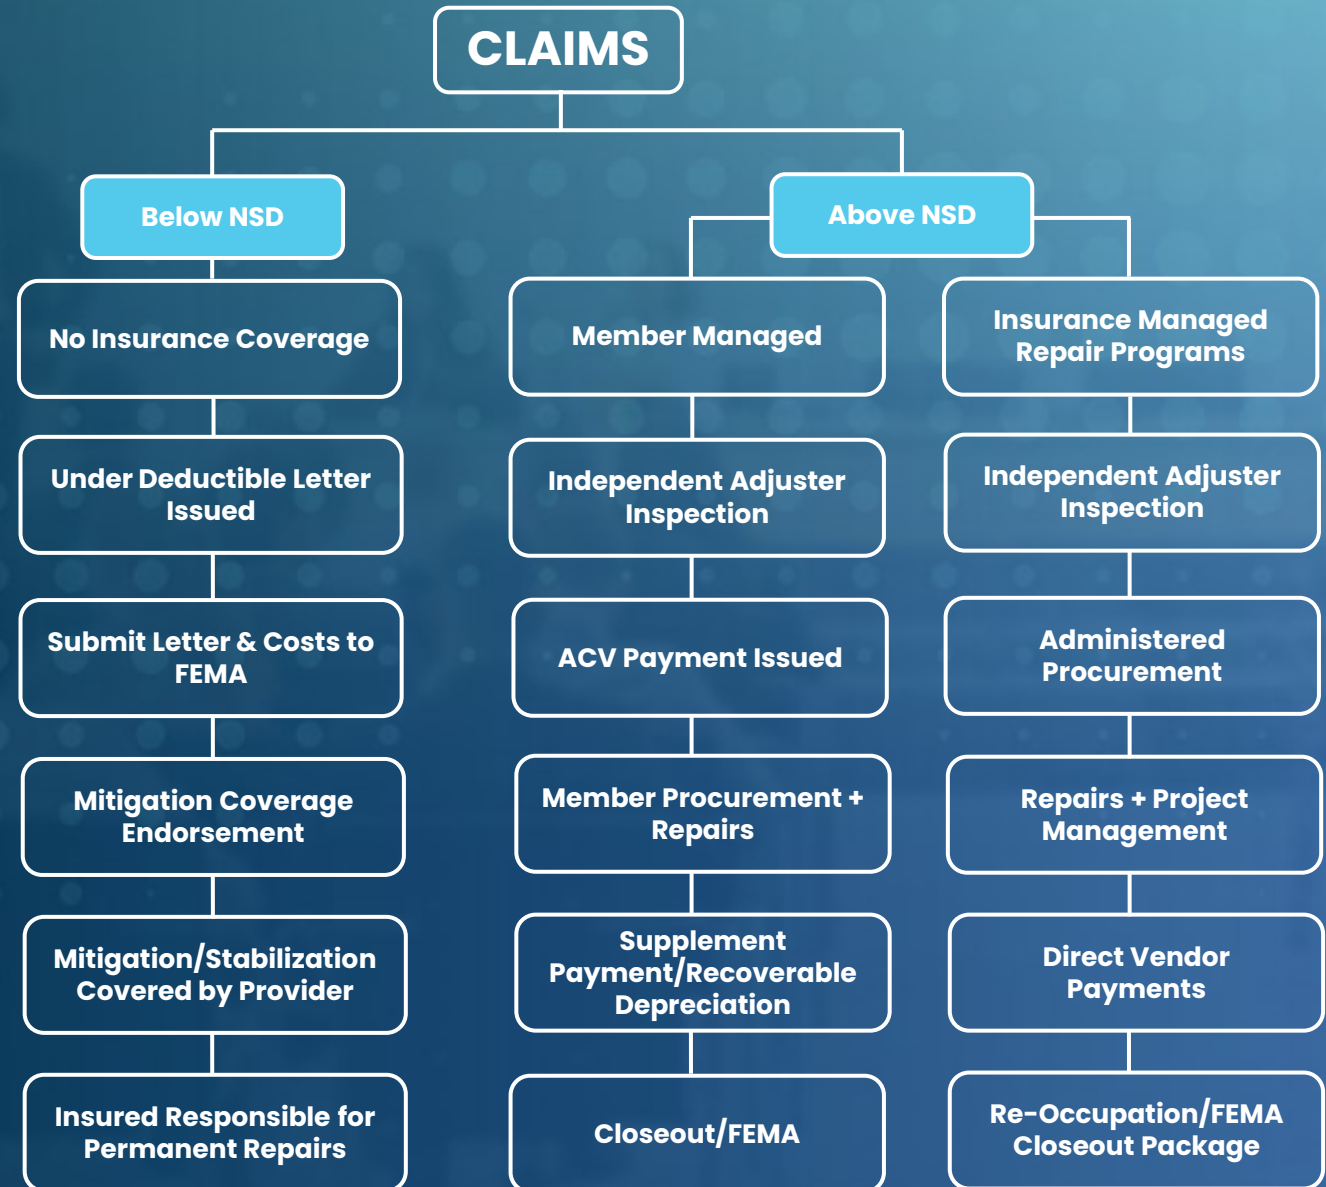 CLAIMS
Below NSD
Above NSD
No Insurance Coverage
Under Deductible Letter
Issued
Submit Letter & Costs to
FEMA
Mitigation Coverage
Endorsement
Mitigation/Stabilization
Covered by Provider
Insured Responsible for
Permanent Repairs
Member Managed
Independent Adjuster
Inspection
ACV Payment Issued
Member Procurement +
Repairs
Supplement
Payment/Recoverable
Depreciation
Closeout/FEMA
Insurance Managed
Repair Programs
Independent Adjuster
Inspection
Administered
Procurement
Repairs + Project
Management
Direct Vendor
Payments
Re-Occupation/FEMA
Closeout Package